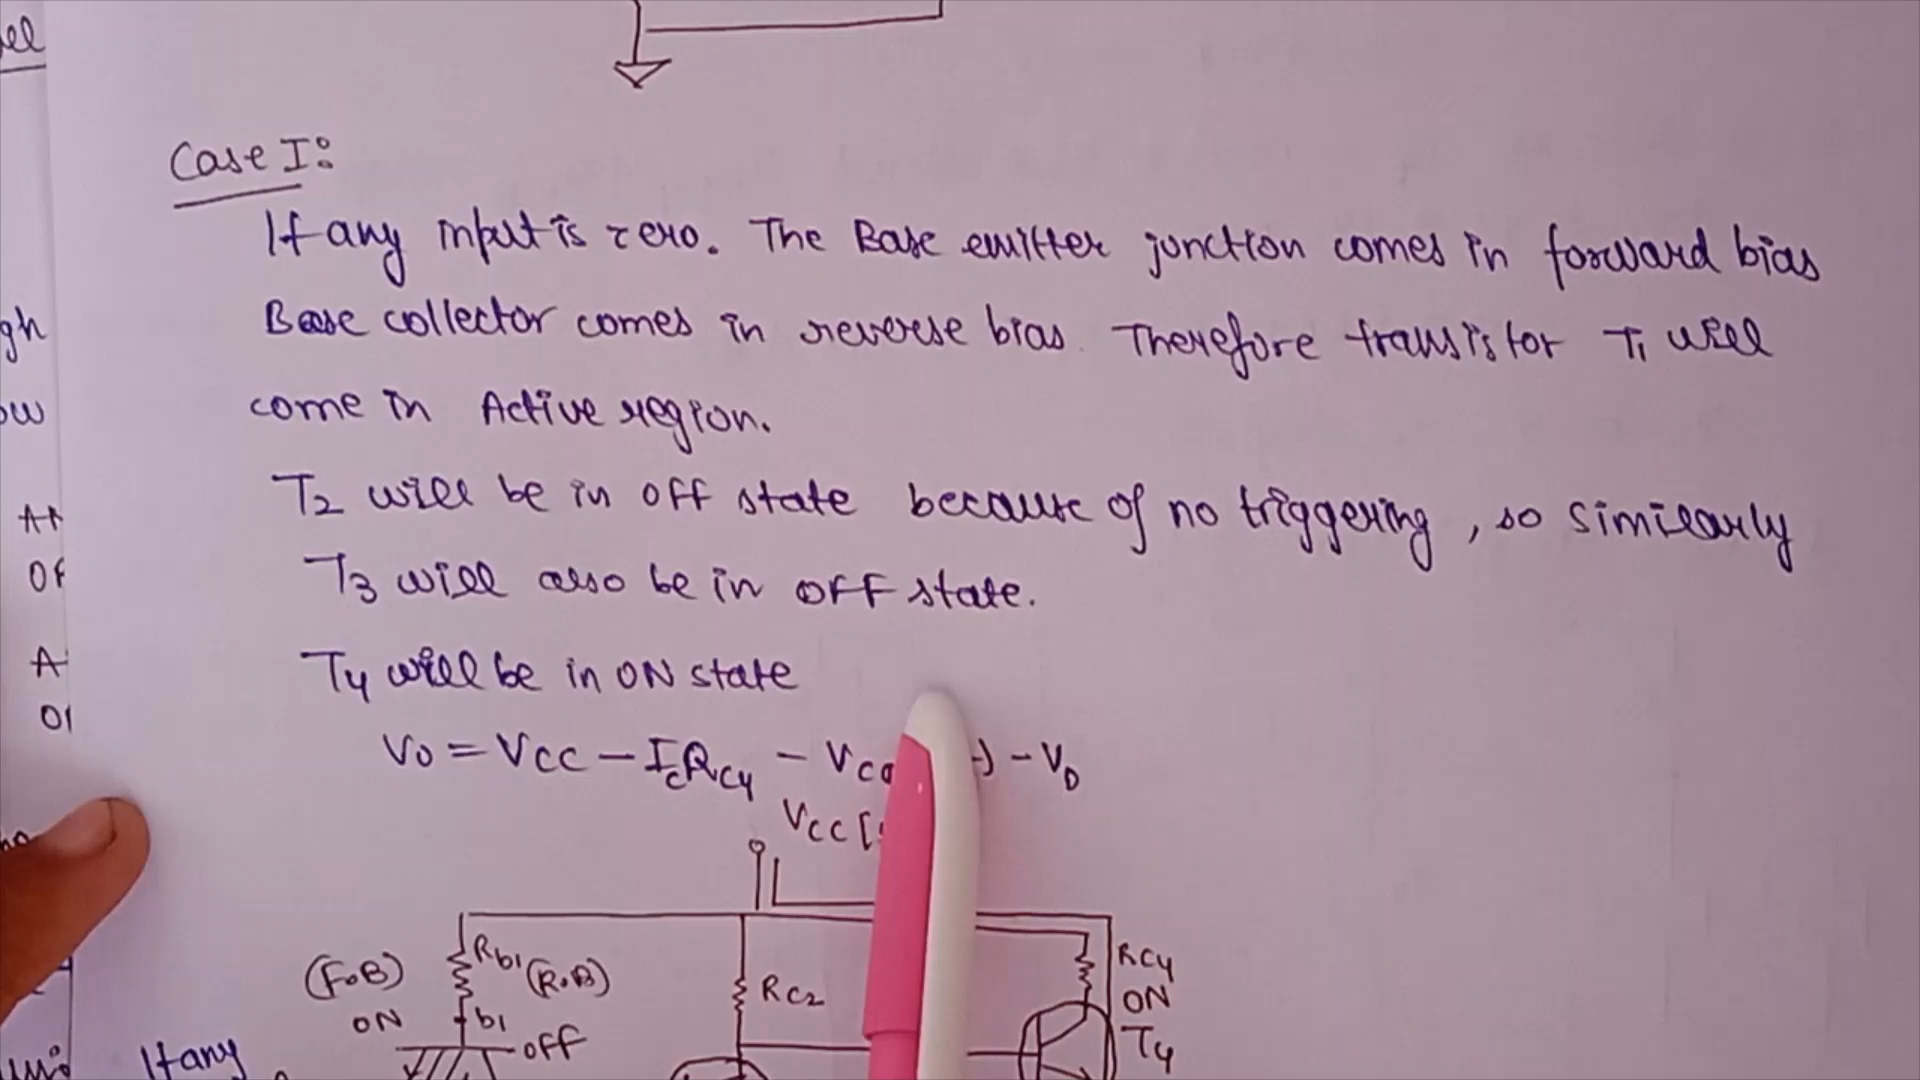 Case I:
If any input is zero. The Base emitter junction comes in forward bias
Base collector comes in reverse bias. Therefore transistor T1 will
come in Active region.
T2 will be in off state because of no triggering, so similarly
T3 will also be in OFF state.
T4 will be in ON state
V0 = VCC - ICRC4 - - VD
VCC
Rb1
RC4
(F.B)
(R.B)
RC2
ON
ON
b1
OFF
T4
If any